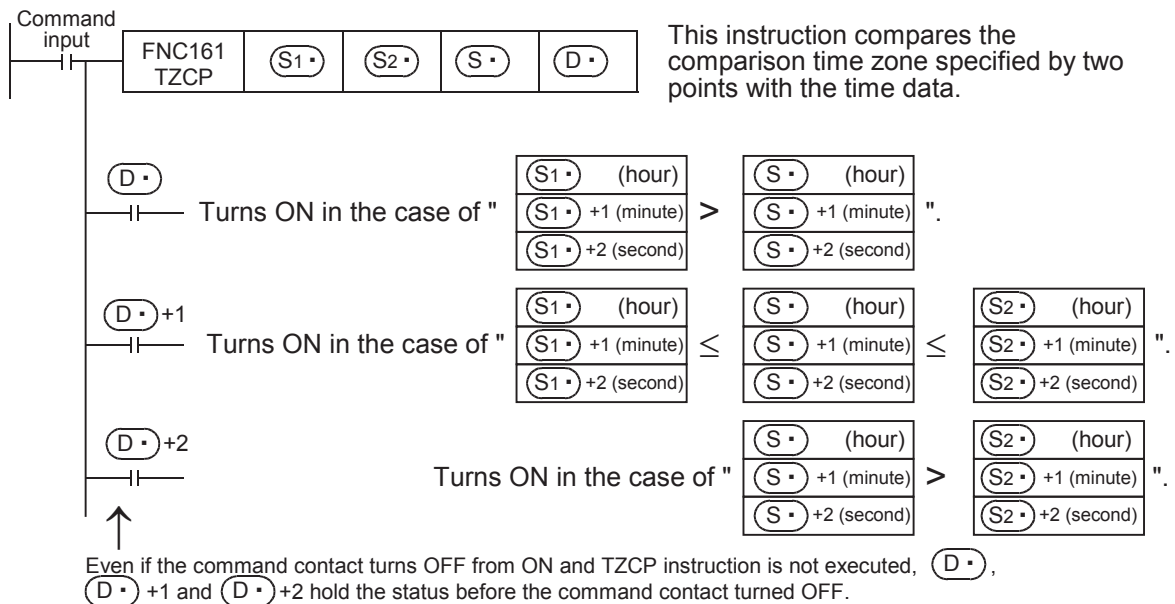 Command
input
FNC161
TZCP
S1・ S2・ S・ D・
This instruction compares the
comparison time zone specified by two
points with the time data.
D・
Turns ON in the case of "
S1・ (hour)
S1・ +1 (minute)
S1・ +2 (second)
>
S・ (hour)
S・ +1 (minute)
S・ +2 (second)
".
D・ +1
Turns ON in the case of "
S1・ (hour)
S1・ +1 (minute)
S1・ +2 (second)
≤
S・ (hour)
S・ +1 (minute)
S・ +2 (second)
≤
S2・ (hour)
S2・ +1 (minute)
S2・ +2 (second)
".
D・ +2
Turns ON in the case of "
S・ (hour)
S・ +1 (minute)
S・ +2 (second)
>
S2・ (hour)
S2・ +1 (minute)
S2・ +2 (second)
".
Even if the command contact turns OFF from ON and TZCP instruction is not executed, D・ ,
D・ +1 and D・ +2 hold the status before the command contact turned OFF.